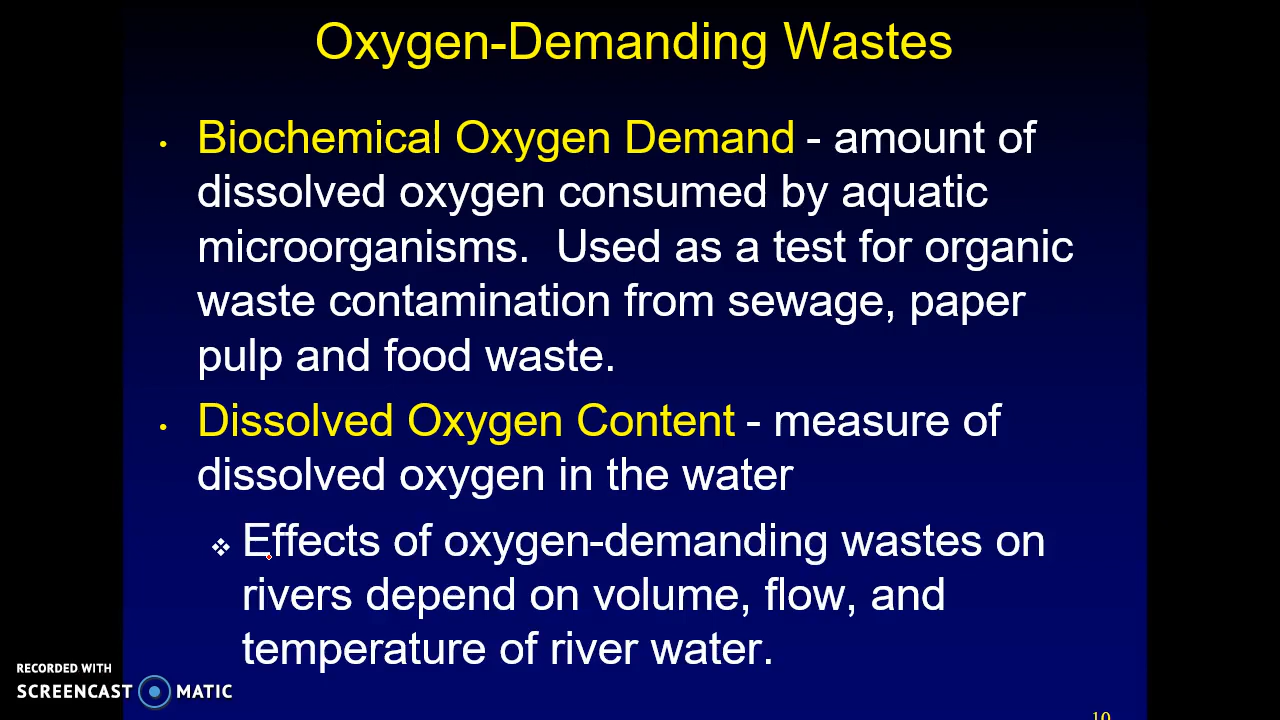 Oxygen-Demanding Wastes
• Biochemical Oxygen Demand - amount of
dissolved oxygen consumed by aquatic
microorganisms.  Used as a test for organic
waste contamination from sewage, paper
pulp and food waste.
• Dissolved Oxygen Content - measure of
dissolved oxygen in the water
❖ Effects of oxygen-demanding wastes on
rivers depend on volume, flow, and
temperature of river water.
RECORDED WITH
SCREENCAST MATIC
10